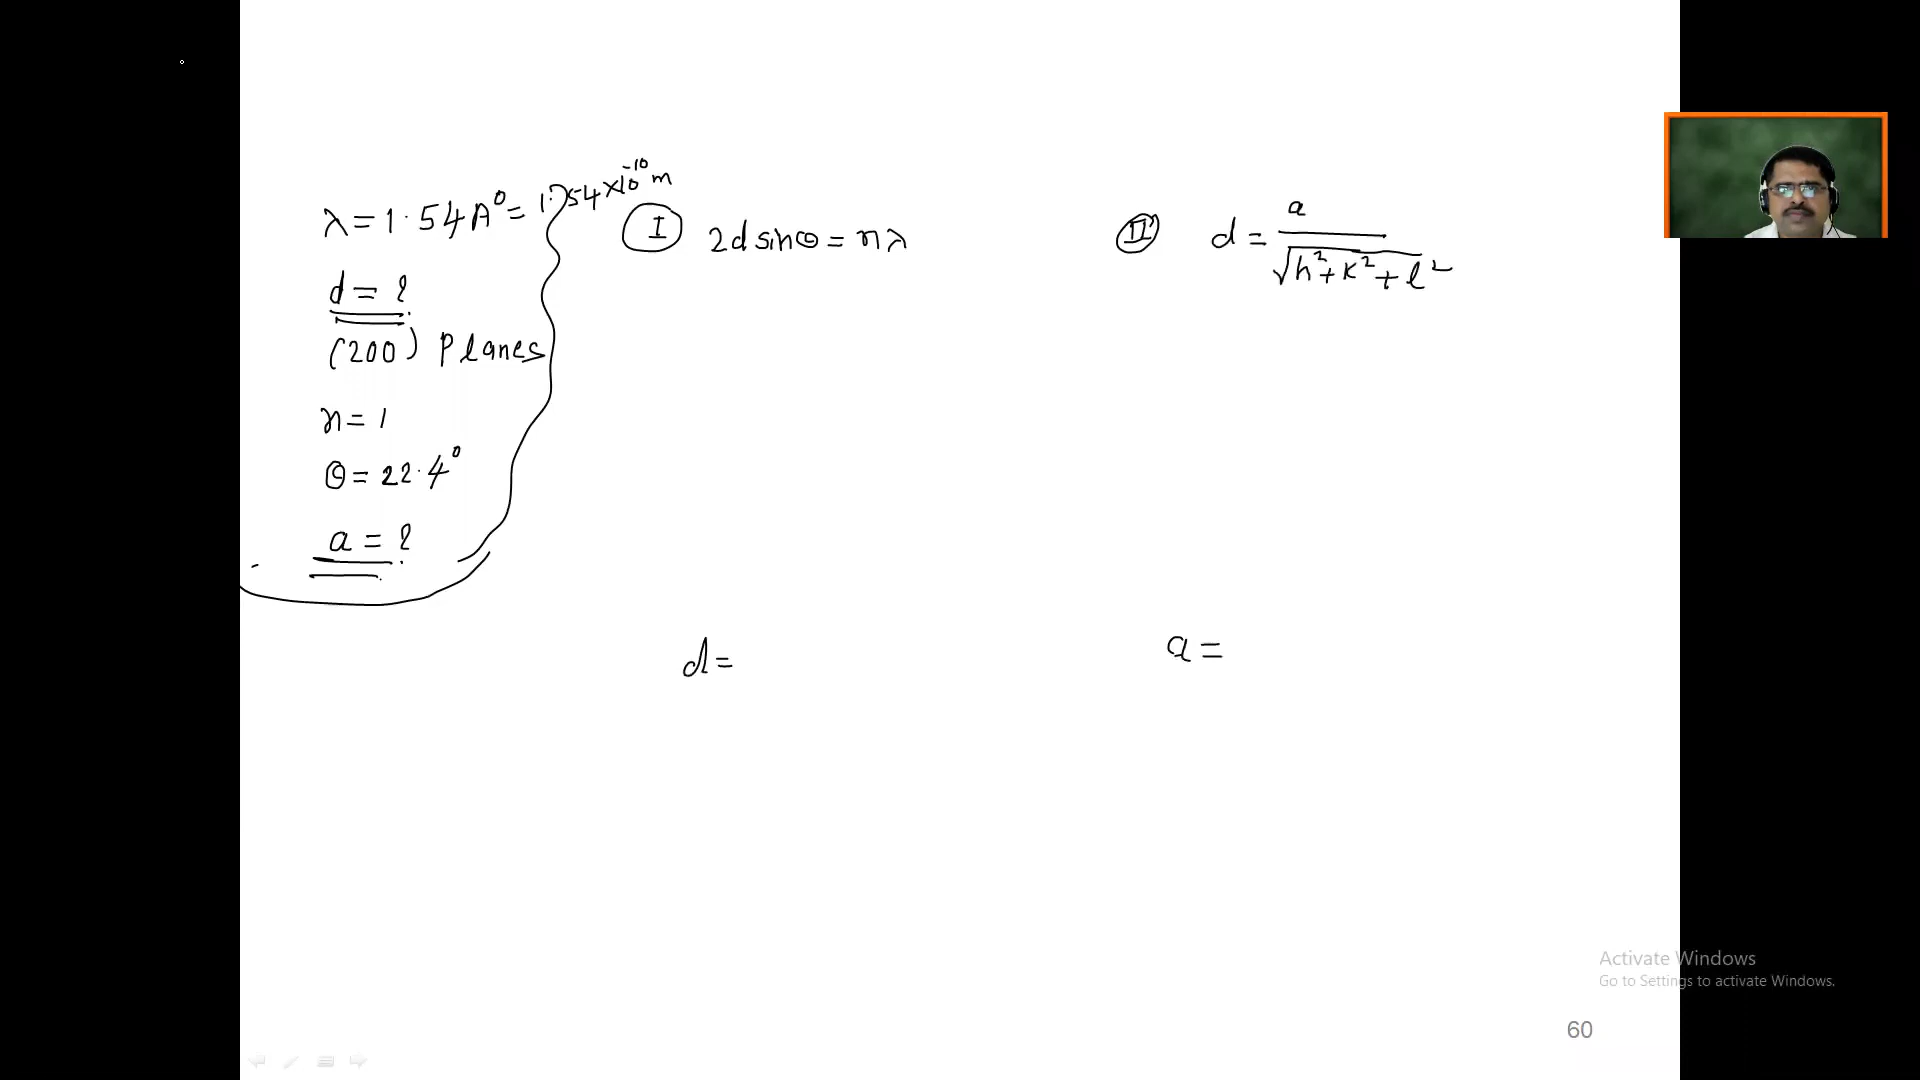 λ = 1.54 A⁰ = 1.54 × 10⁻¹⁰ m
d = ?
(200) Planes
n = 1
θ = 22.4°
a = ?
I 2d sinθ = nλ
d =
II d = a / √h² + k² + l²
a =
Activate Windows
Go to Settings to activate Windows.
60